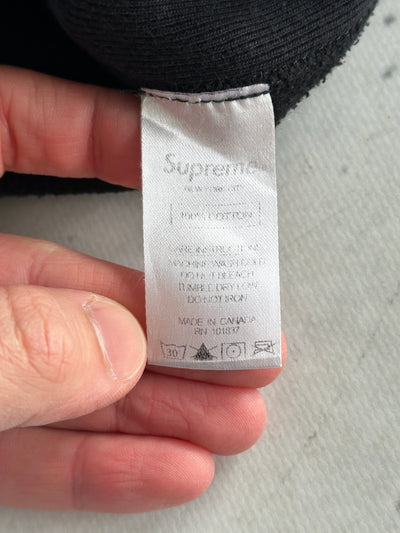 Supreme
NEW YORK CITY
100% COTTON
CARE INSTRUCTIONS
MACHINE WASH COLD
DO NOT BLEACH
TUMBLE DRY LOW
DO NOT IRON
MADE IN CANADA
RN 101837
30